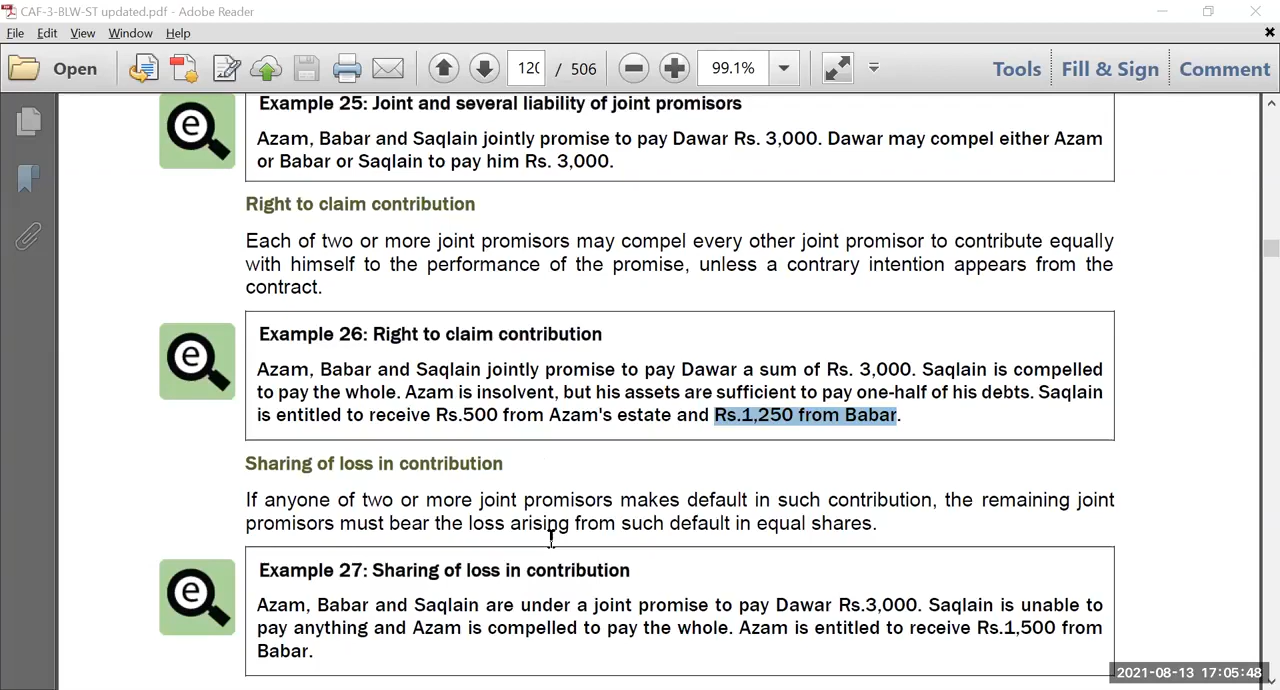 CAF-3-BLW-ST updated.pdf - Adobe Reader
File Edit View Window Help
Open
/ 506
99.1%
Tools
Fill & Sign
Comment
Example 25: Joint and several liability of joint promisors
Azam, Babar and Saqlain jointly promise to pay Dawar Rs. 3,000. Dawar may compel either Azam
or Babar or Saqlain to pay him Rs. 3,000.
Right to claim contribution
Each of two or more joint promisors may compel every other joint promisor to contribute equally
with himself to the performance of the promise, unless a contrary intention appears from the
contract.
Example 26: Right to claim contribution
Azam, Babar and Saqlain jointly promise to pay Dawar a sum of Rs. 3,000. Saqlain is compelled
to pay the whole. Azam is insolvent, but his assets are sufficient to pay one-half of his debts. Saqlain
is entitled to receive Rs.500 from Azam's estate and Rs.1,250 from Babar.
Sharing of loss in contribution
If anyone of two or more joint promisors makes default in such contribution, the remaining joint
promisors must bear the loss arising from such default in equal shares.
Example 27: Sharing of loss in contribution
Azam, Babar and Saqlain are under a joint promise to pay Dawar Rs.3,000. Saqlain is unable to
pay anything and Azam is compelled to pay the whole. Azam is entitled to receive Rs.1,500 from
Babar.
2021-08-13 17:05:48